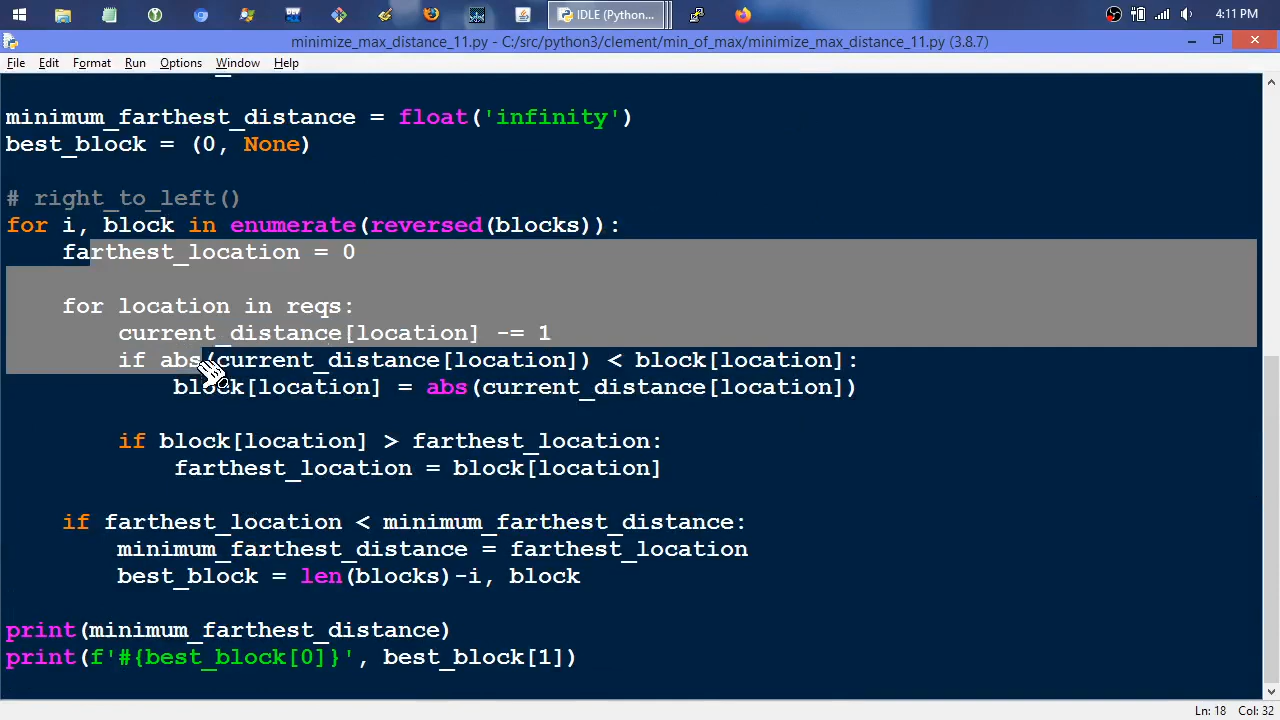 IDLE (Python...
4:11 PM
minimize_max_distance_11.py - C:/src/python3/clement/min_of_max/minimize_max_distance_11.py (3.8.7)
File Edit Format Run Options Window Help
minimum_farthest_distance = float('infinity')
best_block = (0, None)
# right_to_left()
for i, block in enumerate(reversed(blocks)):
    farthest_location = 0
    for location in reqs:
        current_distance[location] -= 1
        if abs(current_distance[location]) < block[location]:
            block[location] = abs(current_distance[location])
        if block[location] > farthest_location:
            farthest_location = block[location]
    if farthest_location < minimum_farthest_distance:
        minimum_farthest_distance = farthest_location
        best_block = len(blocks)-i, block
print(minimum_farthest_distance)
print(f'#{best_block[0]}', best_block[1])
Ln: 18 Col: 32